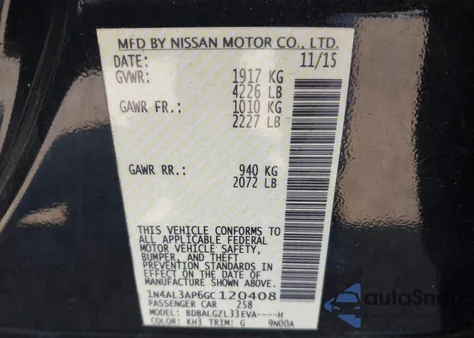 MFD BY NISSAN MOTOR CO., LTD.
DATE: 11/15
GVWR: 1917 KG
4226 LB
GAWR FR.: 1010 KG
2227 LB
GAWR RR.: 940 KG
2072 LB
THIS VEHICLE CONFORMS TO
ALL APPLICABLE FEDERAL
MOTOR VEHICLE SAFETY,
BUMPER, AND THEFT
PREVENTION STANDARDS IN
EFFECT ON THE DATE OF
MANUFACTURE SHOWN ABOVE.
1N4AL3AP6GC120408
PASSENGER CAR 258
MODEL: BDBALGZL33EVA----H
COLOR: KH3 TRIM: G 9N00A
AutoSnap